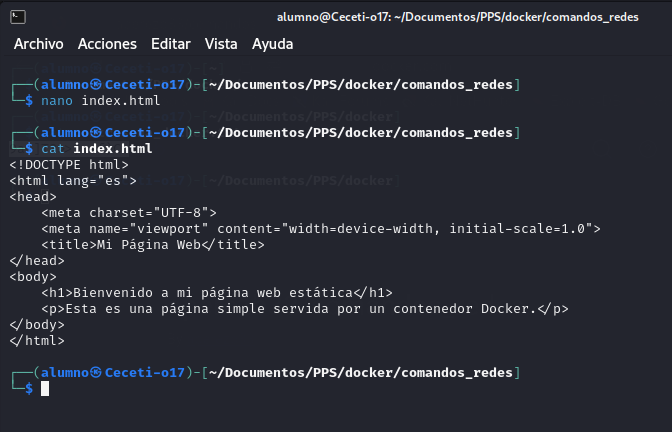 alumno@Ceceti-o17: ~/Documentos/PPS/docker/comandos_redes
Archivo Acciones Editar Vista Ayuda
┌──(alumno㉿Ceceti-o17)-[~/Documentos/PPS/docker/comandos_redes]
└─$ nano index.html
┌──(alumno㉿Ceceti-o17)-[~/Documentos/PPS/docker/comandos_redes]
└─$ cat index.html
<!DOCTYPE html>
<html lang="es">
<head>
    <meta charset="UTF-8">
    <meta name="viewport" content="width=device-width, initial-scale=1.0">
    <title>Mi Página Web</title>
</head>
<body>
    <h1>Bienvenido a mi página web estática</h1>
    <p>Esta es una página simple servida por un contenedor Docker.</p>
</body>
</html>
┌──(alumno㉿Ceceti-o17)-[~/Documentos/PPS/docker/comandos_redes]
└─$